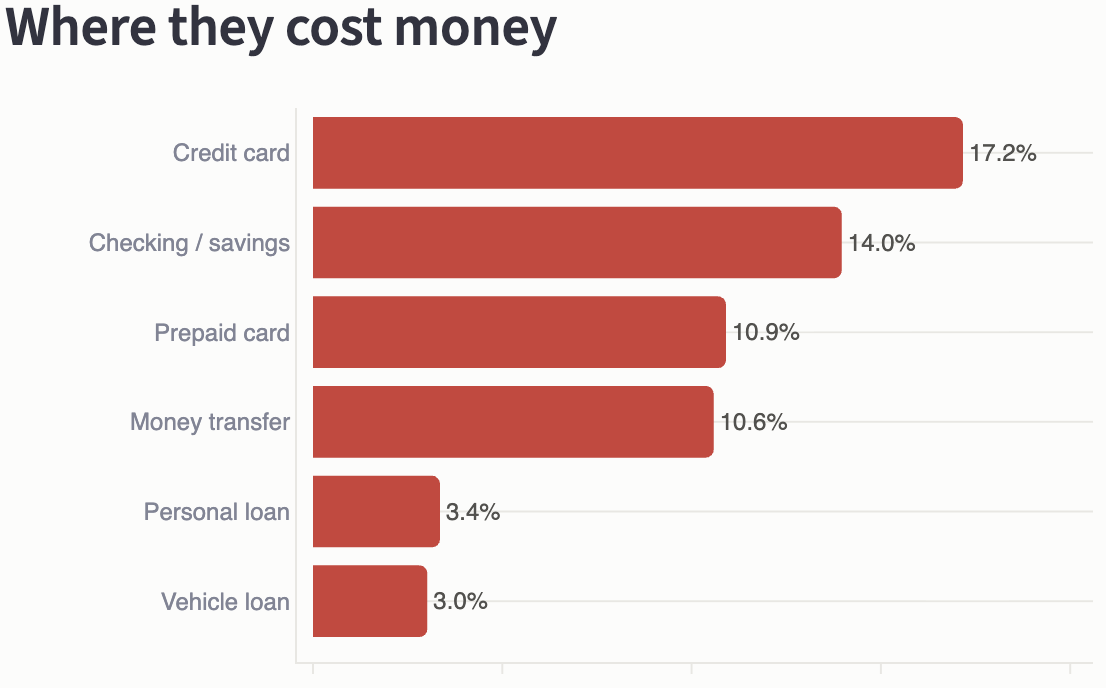 Where they cost money
Credit card 17.2%
Checking / savings 14.0%
Prepaid card 10.9%
Money transfer 10.6%
Personal loan 3.4%
Vehicle loan 3.0%